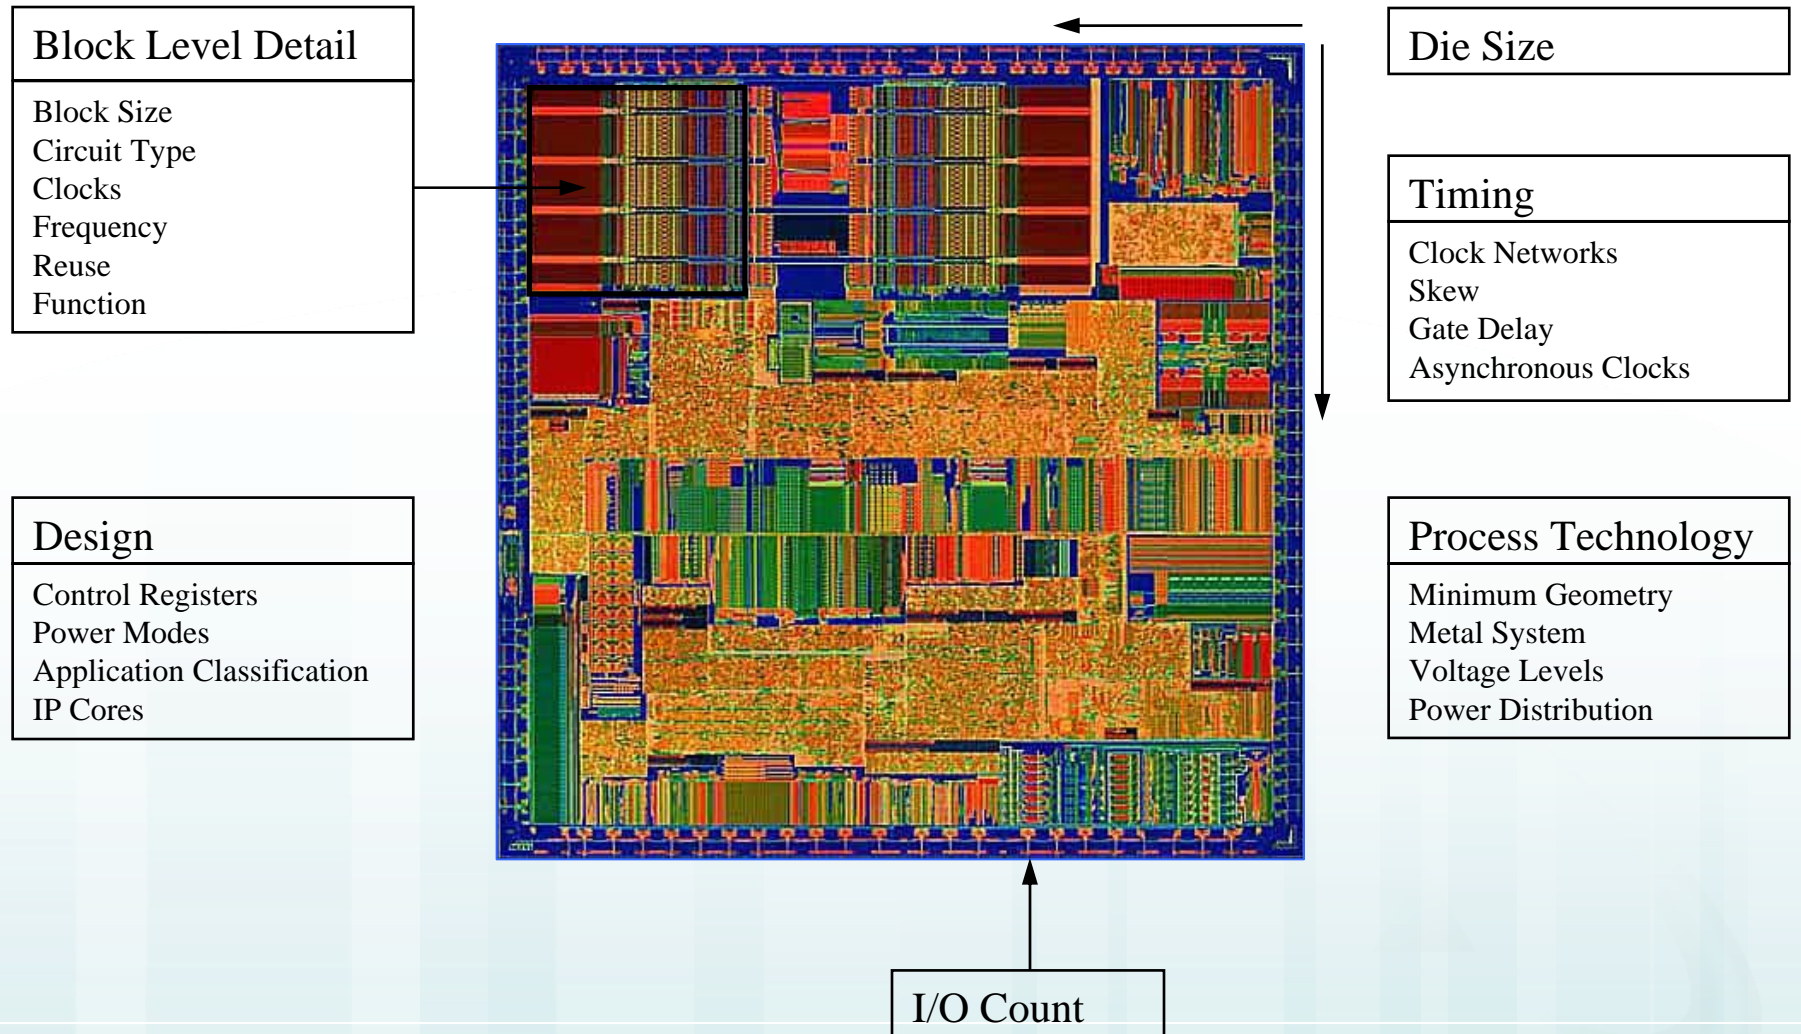 Block Level Detail
Block Size
Circuit Type
Clocks
Frequency
Reuse
Function
Die Size
Timing
Clock Networks
Skew
Gate Delay
Asynchronous Clocks
Design
Control Registers
Power Modes
Application Classification
IP Cores
Process Technology
Minimum Geometry
Metal System
Voltage Levels
Power Distribution
I/O Count